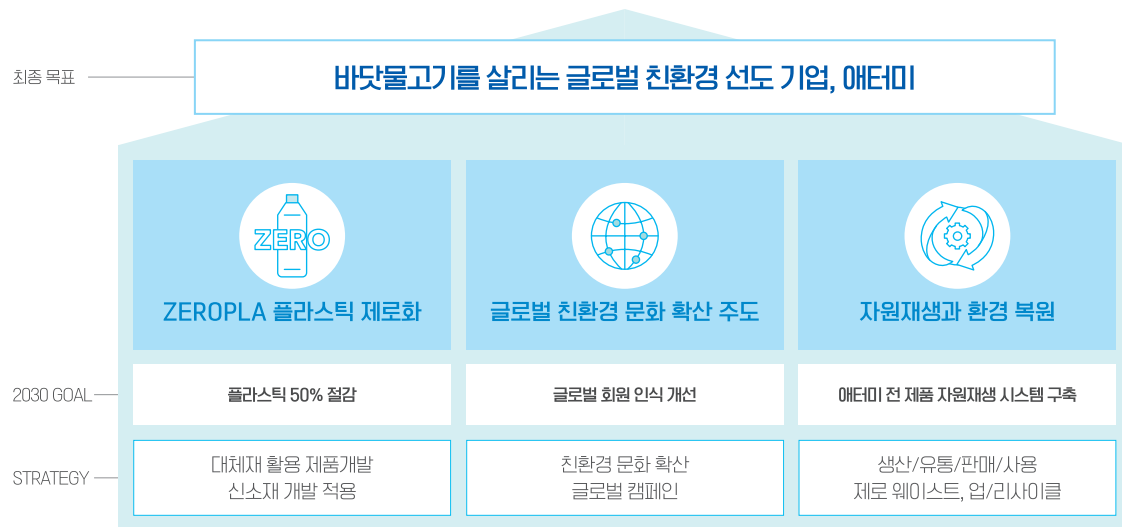 최종 목표
바닷물고기를 살리는 글로벌 친환경 선도 기업, 애터미
ZERO
ZEROPLA 플라스틱 제로화
글로벌 친환경 문화 확산 주도
자원재생과 환경 복원
2030 GOAL
플라스틱 50% 절감
글로벌 회원 인식 개선
애터미 전 제품 자원재생 시스템 구축
STRATEGY
대체재 활용 제품개발
신소재 개발 적용
친환경 문화 확산
글로벌 캠페인
생산/유통/판매/사용
제로 웨이스트, 업/리사이클